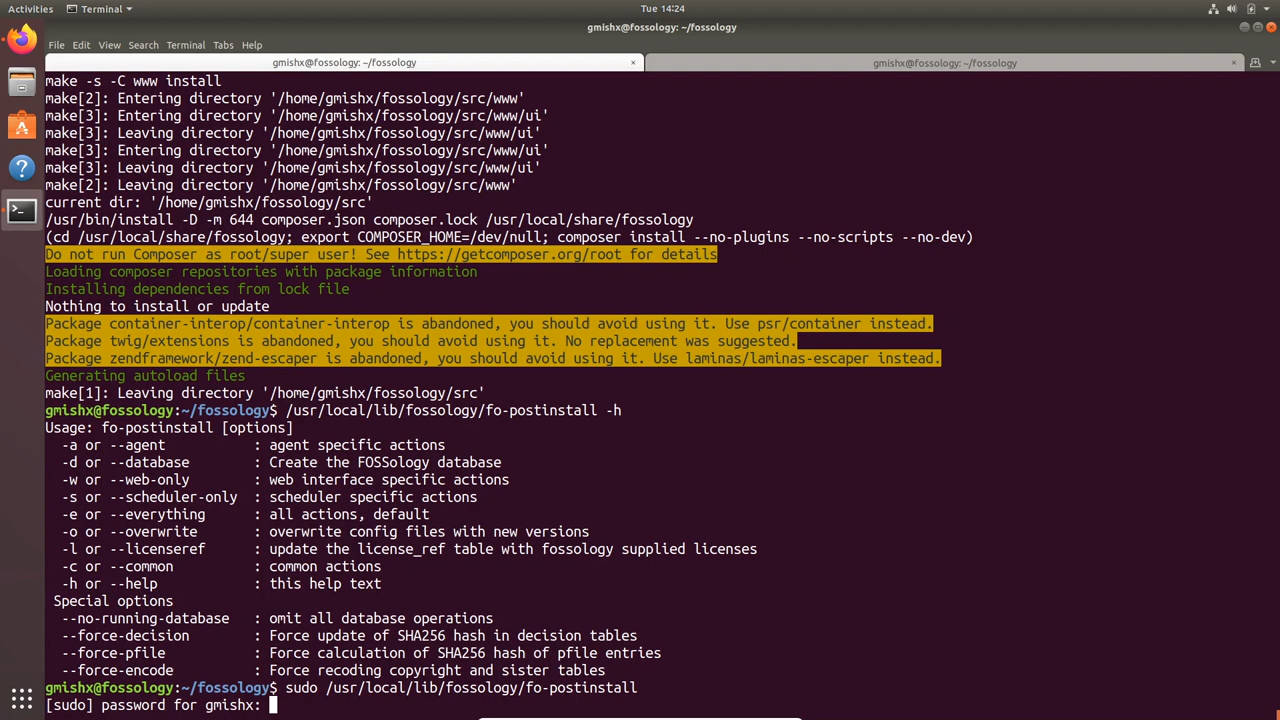 Activities
Terminal
Tue 14:24
gmishx@fossology: ~/fossology
File Edit View Search Terminal Tabs Help
gmishx@fossology: ~/fossology × gmishx@fossology: ~/fossology ×
make -s -C www install
make[2]: Entering directory '/home/gmishx/fossology/src/www'
make[3]: Entering directory '/home/gmishx/fossology/src/www/ui'
make[3]: Leaving directory '/home/gmishx/fossology/src/www/ui'
make[3]: Entering directory '/home/gmishx/fossology/src/www/ui'
make[3]: Leaving directory '/home/gmishx/fossology/src/www/ui'
make[2]: Leaving directory '/home/gmishx/fossology/src/www'
current dir: '/home/gmishx/fossology/src'
/usr/bin/install -D -m 644 composer.json composer.lock /usr/local/share/fossology
(cd /usr/local/share/fossology; export COMPOSER_HOME=/dev/null; composer install --no-plugins --no-scripts --no-dev)
Do not run Composer as root/super user! See https://getcomposer.org/root for details
Loading composer repositories with package information
Installing dependencies from lock file
Nothing to install or update
Package container-interop/container-interop is abandoned, you should avoid using it. Use psr/container instead.
Package twig/extensions is abandoned, you should avoid using it. No replacement was suggested.
Package zendframework/zend-escaper is abandoned, you should avoid using it. Use laminas/laminas-escaper instead.
Generating autoload files
make[1]: Leaving directory '/home/gmishx/fossology/src'
gmishx@fossology:~/fossology$ /usr/local/lib/fossology/fo-postinstall -h
Usage: fo-postinstall [options]
-a or --agent : agent specific actions
-d or --database : Create the FOSSology database
-w or --web-only : web interface specific actions
-s or --scheduler-only : scheduler specific actions
-e or --everything : all actions, default
-o or --overwrite : overwrite config files with new versions
-l or --licenseref : update the license_ref table with fossology supplied licenses
-c or --common : common actions
-h or --help : this help text
Special options
--no-running-database : omit all database operations
--force-decision : Force update of SHA256 hash in decision tables
--force-pfile : Force calculation of SHA256 hash of pfile entries
--force-encode : Force recoding copyright and sister tables
gmishx@fossology:~/fossology$ sudo /usr/local/lib/fossology/fo-postinstall
[sudo] password for gmishx: